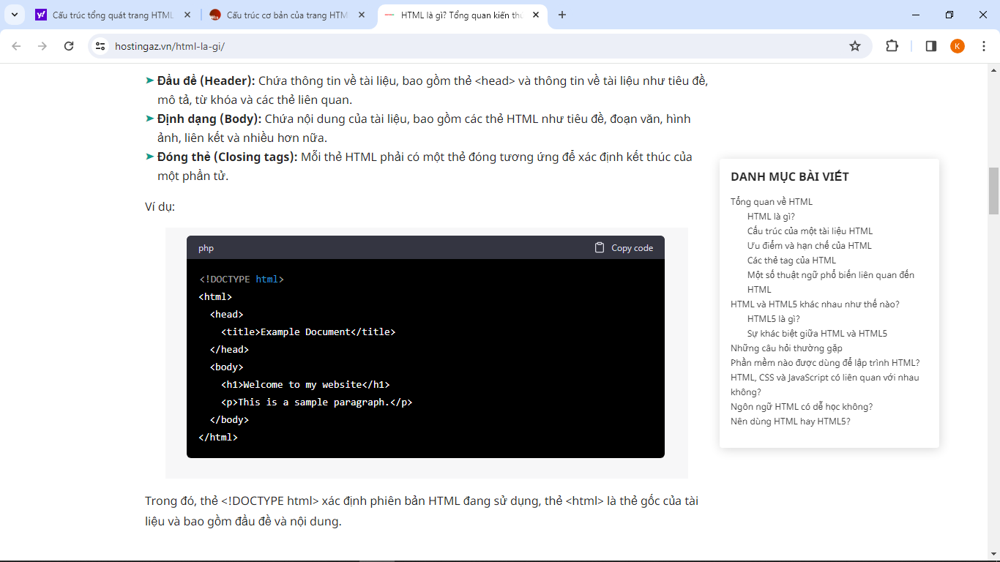 Cấu trúc tổng quát trang HTML
Cấu trúc cơ bản của trang HTM
HTML là gì? Tổng quan kiến thứ
hostingaz.vn/html-la-gi/
K
➤ Đầu đề (Header): Chứa thông tin về tài liệu, bao gồm thẻ <head> và thông tin về tài liệu như tiêu đề,
mô tả, từ khóa và các thẻ liên quan.
➤ Định dạng (Body): Chứa nội dung của tài liệu, bao gồm các thẻ HTML như tiêu đề, đoạn văn, hình
ảnh, liên kết và nhiều hơn nữa.
➤ Đóng thẻ (Closing tags): Mỗi thẻ HTML phải có một thẻ đóng tương ứng để xác định kết thúc của
một phần tử.
Ví dụ:
php
Copy code
<!DOCTYPE html>
<html>
  <head>
    <title>Example Document</title>
  </head>
  <body>
    <h1>Welcome to my website</h1>
    <p>This is a sample paragraph.</p>
  </body>
</html>
Trong đó, thẻ <!DOCTYPE html> xác định phiên bản HTML đang sử dụng, thẻ <html> là thẻ gốc của tài
liệu và bao gồm đầu đề và nội dung.
DANH MỤC BÀI VIẾT
Tổng quan về HTML
HTML là gì?
Cấu trúc của một tài liệu HTML
Ưu điểm và hạn chế của HTML
Các thẻ tag của HTML
Một số thuật ngữ phổ biến liên quan đến
HTML
HTML và HTML5 khác nhau như thế nào?
HTML5 là gì?
Sự khác biệt giữa HTML và HTML5
Những câu hỏi thường gặp
Phần mềm nào được dùng để lập trình HTML?
HTML, CSS và JavaScript có liên quan với nhau
không?
Ngôn ngữ HTML có dễ học không?
Nên dùng HTML hay HTML5?